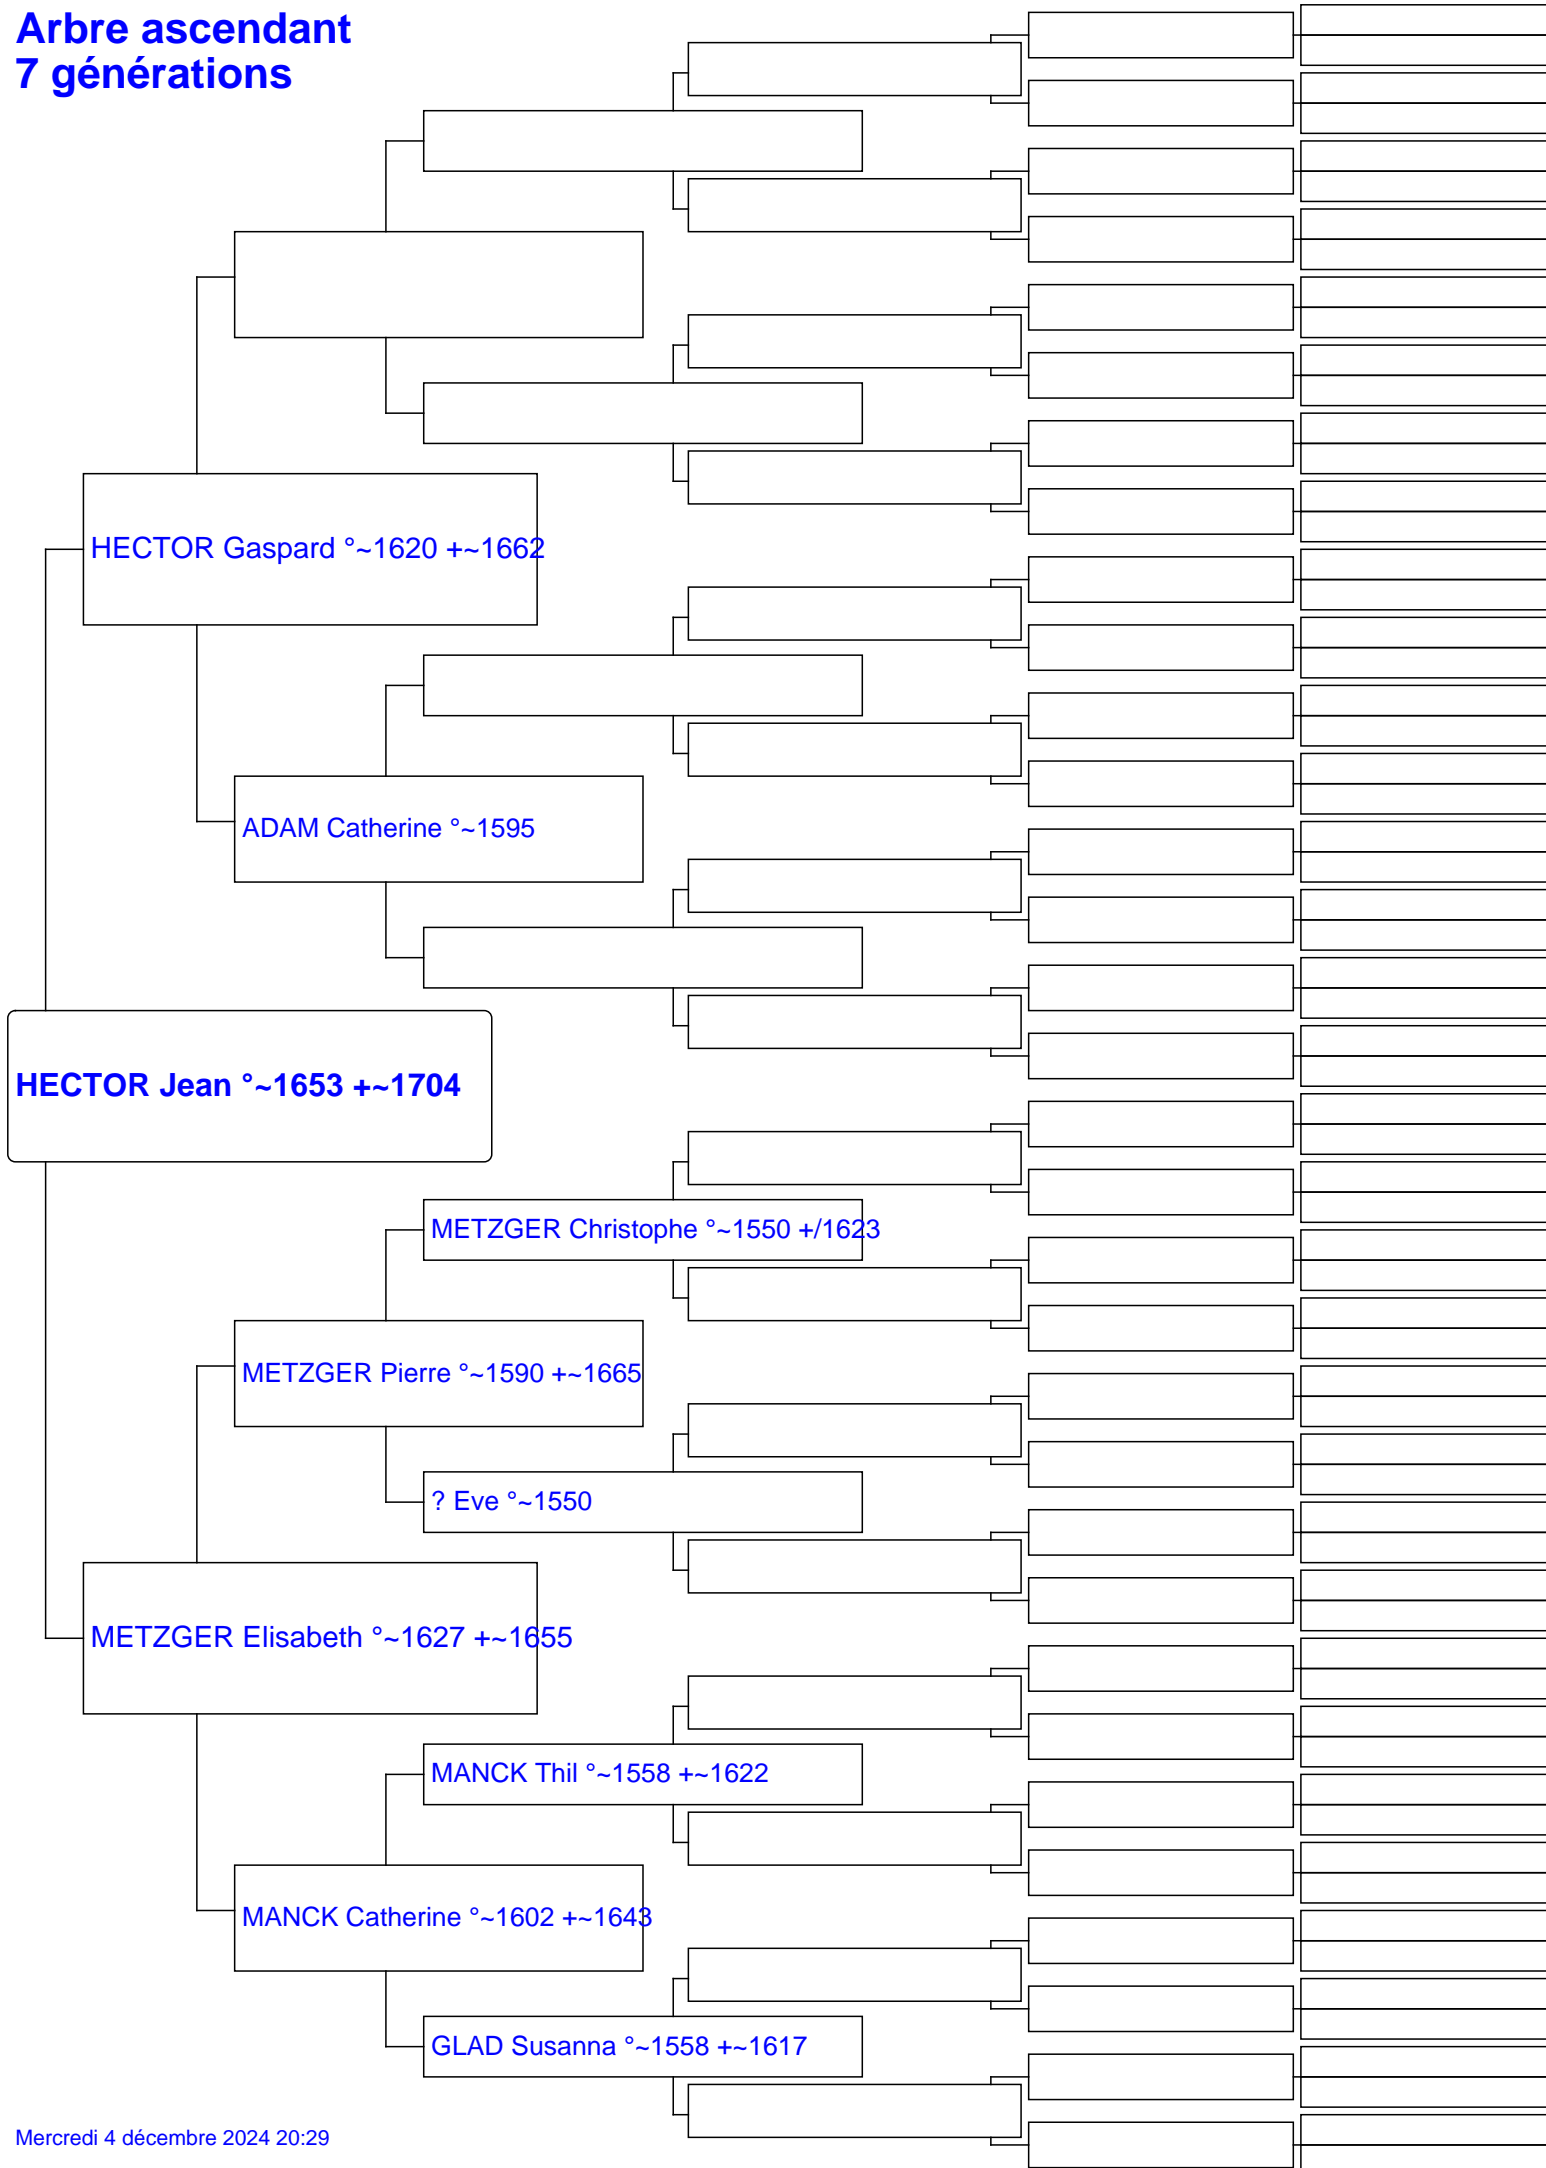 Arbre ascendant
7 générations
HECTOR Gaspard °~1620 +~1662
ADAM Catherine °~1595
HECTOR Jean °~1653 +~1704
METZGER Christophe °~1550 +/1623
METZGER Pierre °~1590 +~1665
? Eve °~1550
METZGER Elisabeth °~1627 +~1655
MANCK Thil °~1558 +~1622
MANCK Catherine °~1602 +~1643
GLAD Susanna °~1558 +~1617
Mercredi 4 décembre 2024 20:29